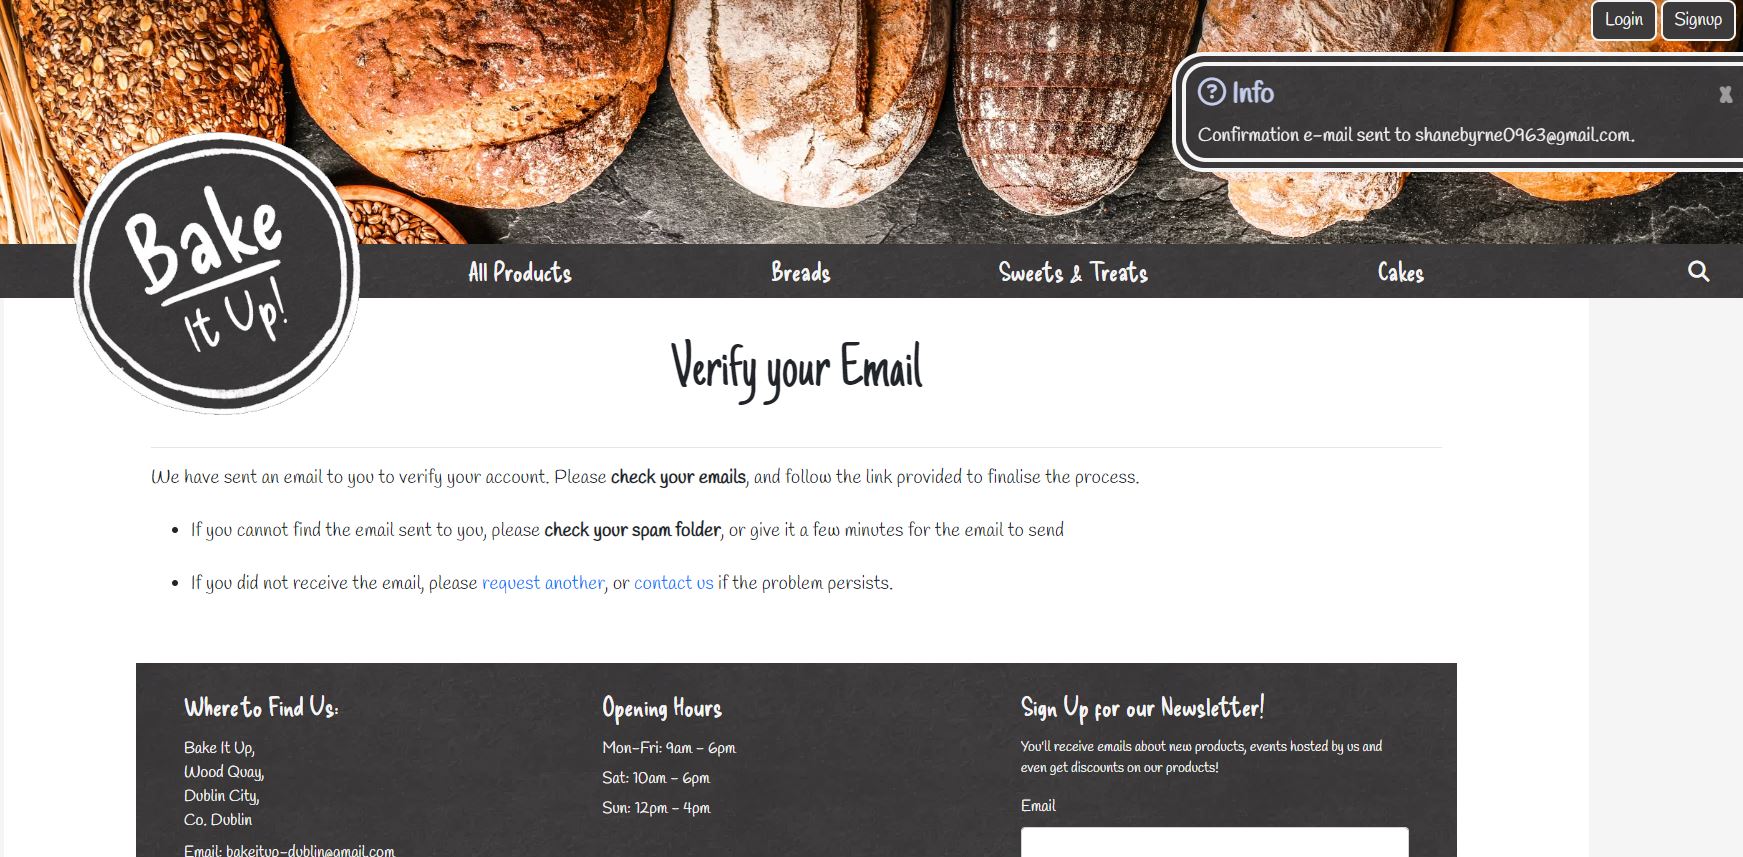 Login
Signup
Info
x
Confirmation e-mail sent to shanebyrne0963@gmail.com.
Bake
It Up!
All Products
Breads
Sweets & Treats
Cakes
Verify your Email
We have sent an email to you to verify your account. Please check your emails, and follow the link provided to finalise the process.
• If you cannot find the email sent to you, please check your spam folder, or give it a few minutes for the email to send
• If you did not receive the email, please request another, or contact us if the problem persists.
Where to Find Us:
Bake It Up,
Wood Quay,
Dublin City,
Co. Dublin
Email: bakeitup-dublin@gmail.com
Opening Hours
Mon-Fri: 9am - 6pm
Sat: 10am - 6pm
Sun: 12pm - 4pm
Sign Up for our Newsletter!
You'll receive emails about new products, events hosted by us and
even get discounts on our products!
Email